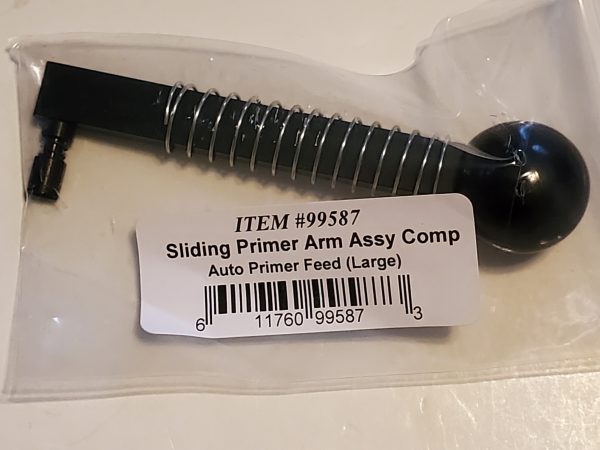 ITEM #99587
Sliding Primer Arm Assy Comp
Auto Primer Feed (Large)
6 11760 99587 3